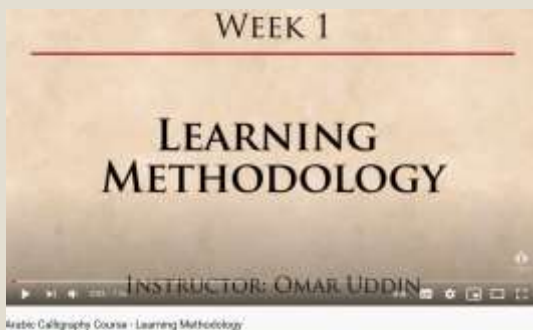 WEEK 1
LEARNING
METHODOLOGY
INSTRUCTOR: OMAR UDDIN
Arabic Calligraphy Course - Learning Methodology